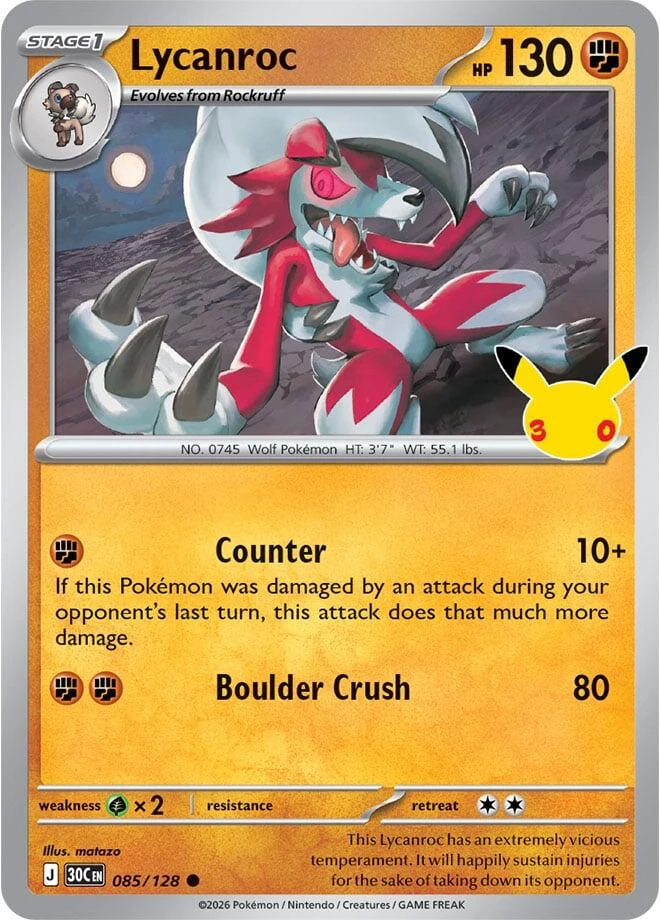 STAGE1
Lycanroc
HP 130
Evolves from Rockruff
30
NO. 0745 Wolf Pokémon HT: 3'7" WT: 55.1 lbs.
Counter 10+
If this Pokémon was damaged by an attack during your
opponent's last turn, this attack does that much more
damage.
Boulder Crush 80
weakness ×2 resistance retreat
Illus. matazo
This Lycanroc has an extremely vicious
temperament. It will happily sustain injuries
for the sake of taking down its opponent.
J 30C EN 085/128
©2026 Pokémon / Nintendo / Creatures / GAME FREAK